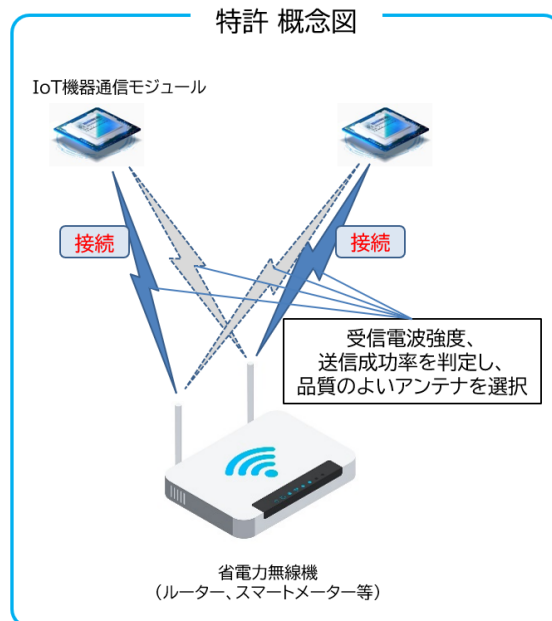 特許 概念図
IoT機器通信モジュール
接続
接続
受信電波強度、
送信成功率を判定し、
品質のよいアンテナを選択
省電力無線機
（ルーター、スマートメーター等）